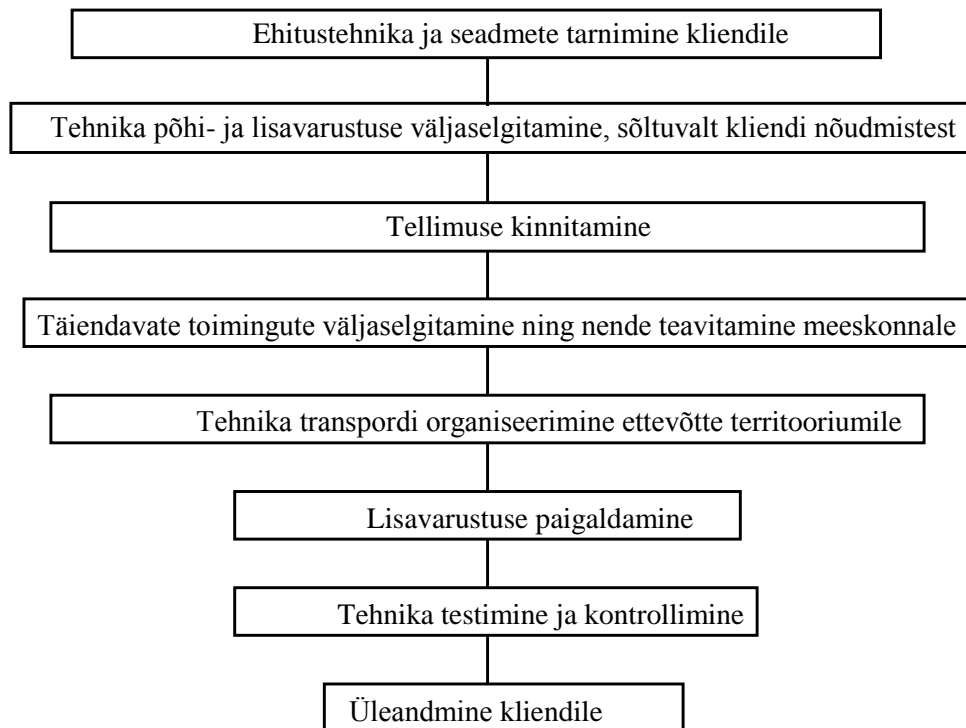 Ehitustehnika ja seadmete tarnimine kliendile
Tehnika põhi- ja lisavarustuse väljaselgitamine, sõltuvalt kliendi nõudmistest
Tellimuse kinnitamine
Täiendavate toimingute väljaselgitamine ning nende teavitamine meeskonnale
Tehnika transpordi organiseerimine ettevõtte territooriumile
Lisavarustuse paigaldamine
Tehnika testimine ja kontrollimine
Üleandmine kliendile